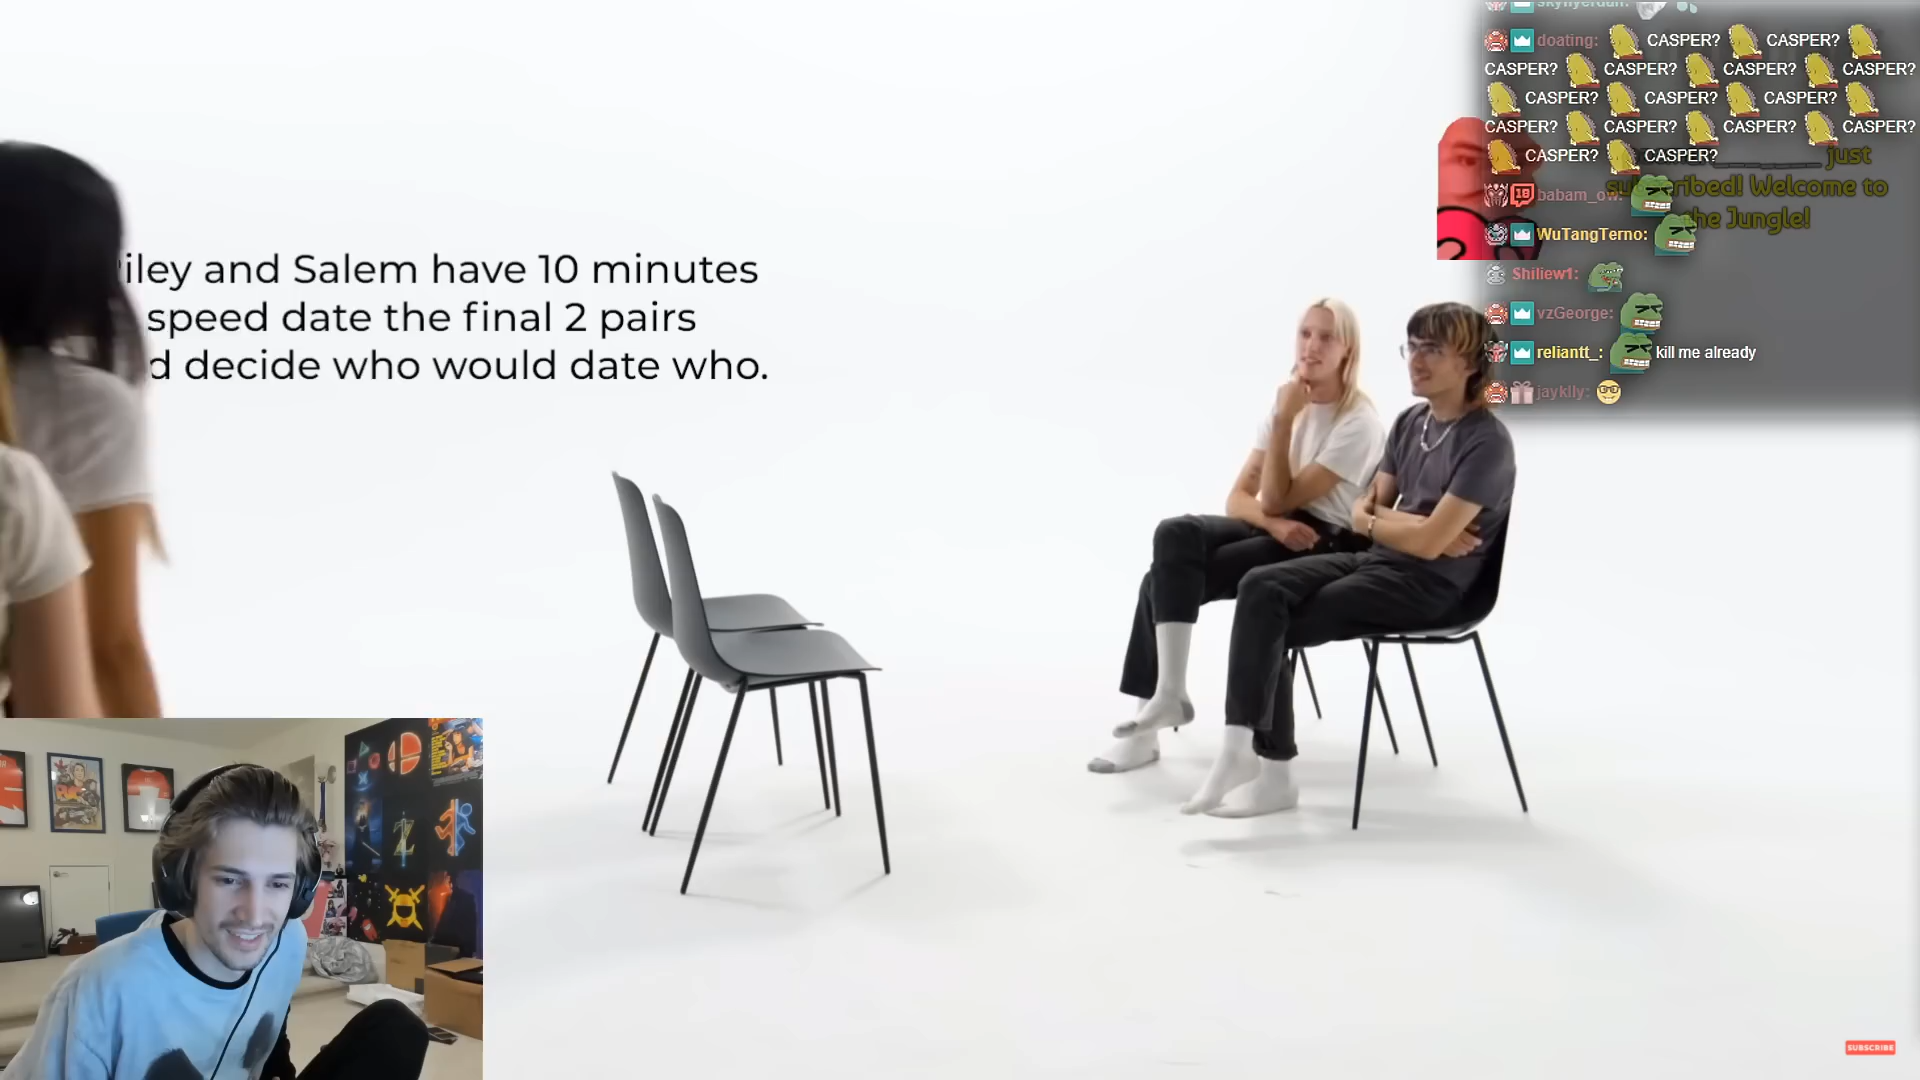 iley and Salem have 10 minutes
speed date the final 2 pairs
d decide who would date who.
doating: CASPER? CASPER?
CASPER? CASPER? CASPER? CASPER?
CASPER? CASPER? CASPER?
CASPER? CASPER? CASPER? CASPER?
CASPER? CASPER?
just
ribed! Welcome to
he Jungle!
babam_ow:
WuTangTerno:
Shiliew1:
vzGeorge:
reliantt_: kill me already
jayklly:
SUBSCRIBE